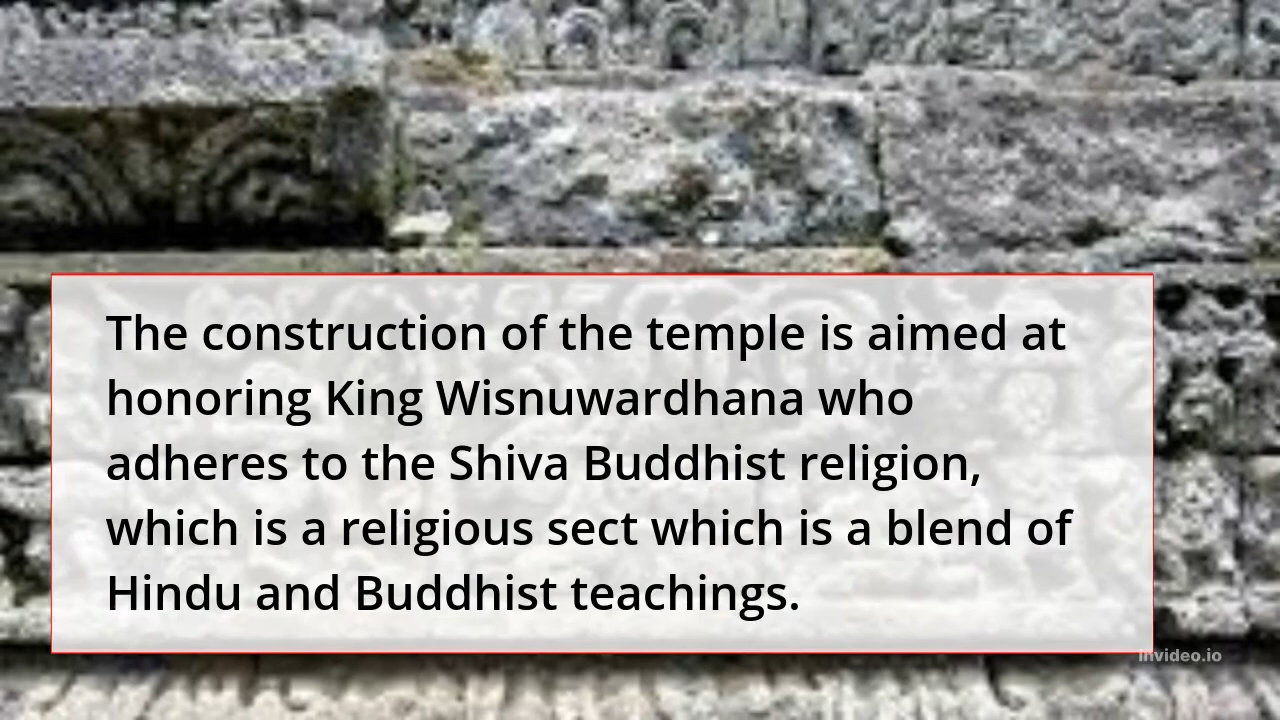 The construction of the temple is aimed at
honoring King Wisnuwardhana who
adheres to the Shiva Buddhist religion,
which is a religious sect which is a blend of
Hindu and Buddhist teachings.
invideo.io